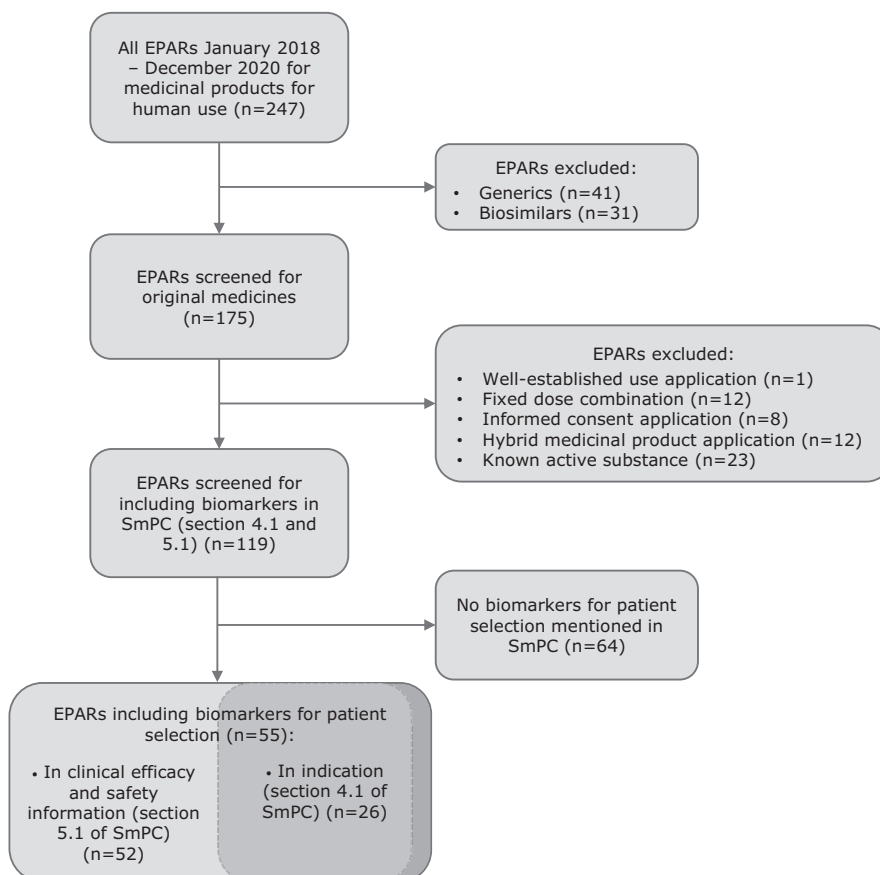 All EPARs January 2018
– December 2020 for
medicinal products for
human use (n=247)
EPARs excluded:
• Generics (n=41)
• Biosimilars (n=31)
EPARs screened for
original medicines
(n=175)
EPARs excluded:
• Well-established use application (n=1)
• Fixed dose combination (n=12)
• Informed consent application (n=8)
• Hybrid medicinal product application (n=12)
• Known active substance (n=23)
EPARs screened for
including biomarkers in
SmPC (section 4.1 and
5.1) (n=119)
No biomarkers for patient
selection mentioned in
SmPC (n=64)
EPARs including biomarkers for patient
selection (n=55):
• In clinical efficacy
and safety
information (section
5.1 of SmPC)
(n=52)
• In indication
(section 4.1 of
SmPC) (n=26)